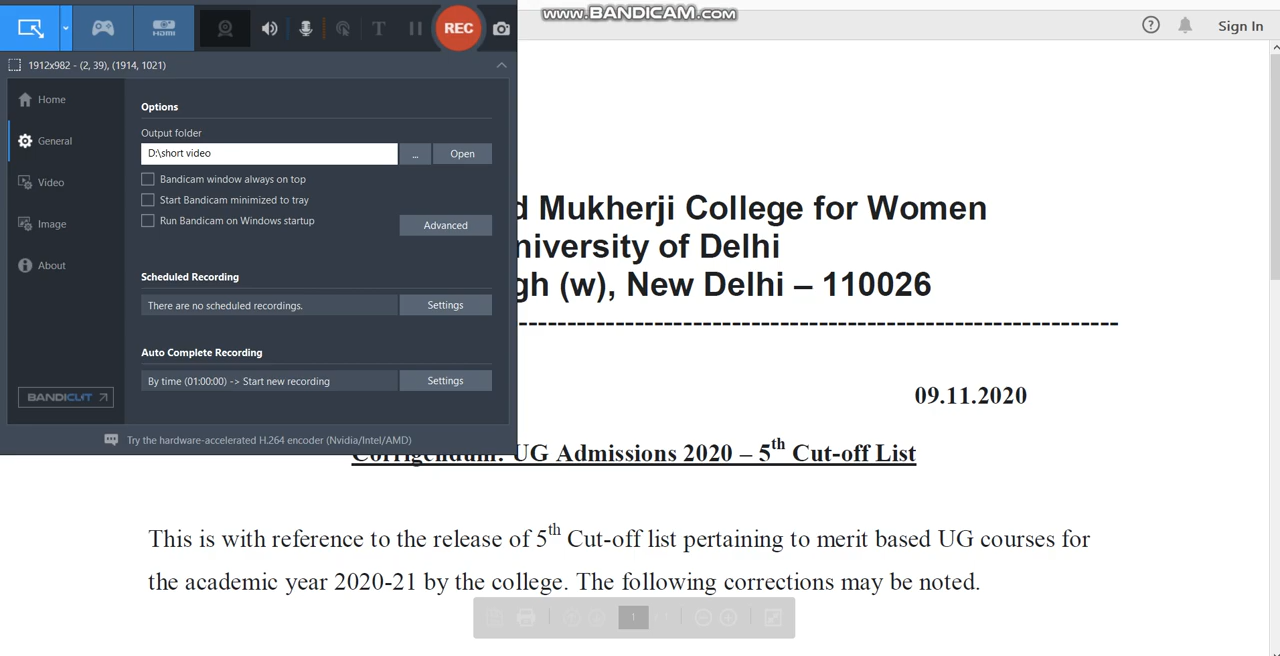 www.BANDICAM.com
REC
HDMI
T
Sign In
1912x982 - (2, 39), (1914, 1021)
Home
General
Video
Image
About
BANDICUT
Options
Output folder
D:\short video
...
Open
Bandicam window always on top
Start Bandicam minimized to tray
Run Bandicam on Windows startup
Advanced
Scheduled Recording
There are no scheduled recordings.
Settings
Auto Complete Recording
By time (01:00:00) -> Start new recording
Settings
Try the hardware-accelerated H.264 encoder (Nvidia/Intel/AMD)
d Mukherji College for Women
niversity of Delhi
gh (w), New Delhi – 110026
09.11.2020
Corrigendum: UG Admissions 2020 – 5th Cut-off List
This is with reference to the release of 5th Cut-off list pertaining to merit based UG courses for
the academic year 2020-21 by the college. The following corrections may be noted.
1